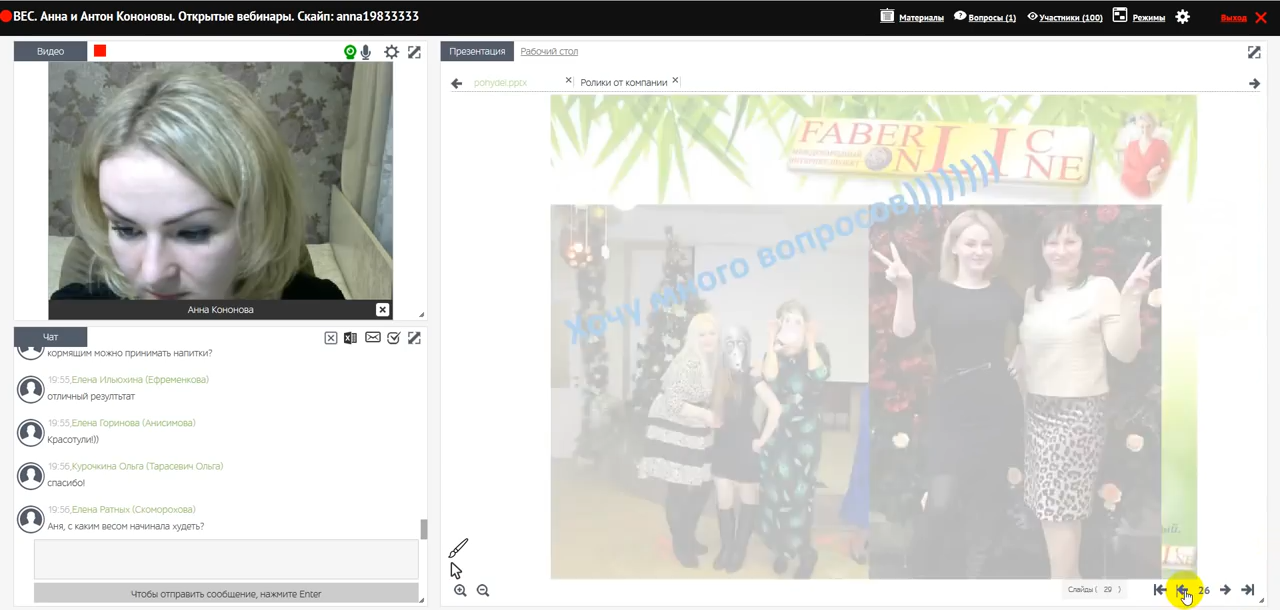 ВЕС. Анна и Антон Кононовы. Открытые вебинары. Скайп: anna19833333
Материалы
Вопросы (1)
Участники (100)
Режимы
Выход
Видео
Анна Кононова
Чат
кормящим можно принимать напитки?
19:55,Елена Ильюхина (Ефременкова)
отличный резултьтат
19:55,Елена Горинова (Анисимова)
Красотули!))
19:56,Курочкина Ольга (Тарасевич Ольга)
спасибо!
19:56,Елена Ратных (Скоморохова)
Аня, с каким весом начинала худеть?
Чтобы отправить сообщение, нажмите Enter
Презентация
Рабочий стол
Ролики от компании
FABERLIC
ONLINE
Хочу много вопросов))))))))
Слайды ( 29 )
26